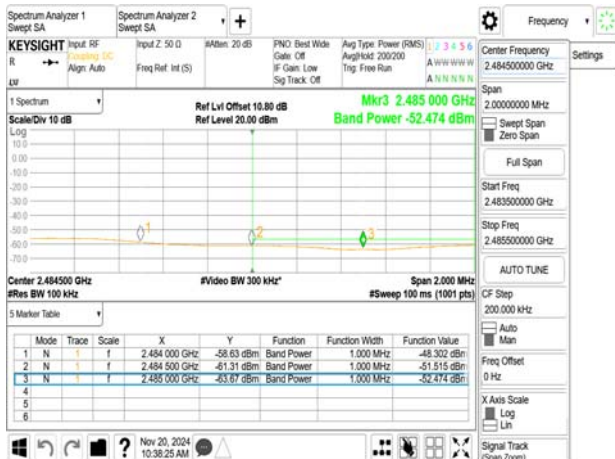 Spectrum Analyzer 1
Swept SA
Spectrum Analyzer 2
Swept SA
+
Frequency
KEYSIGHT
R
LXI
Input: RF
Coupling: DC
Align: Auto
Input Z: 50 Ω
Freq Ref: Int (S)
#Atten: 20 dB
PNO: Best Wide
Gate: Off
IF Gain: Low
Sig Track: Off
Avg Type: Power (RMS)
Avg|Hold: 200/200
Trig: Free Run
1 2 3 4 5 6
A W W W W W
A N N N N N
1 Spectrum
Scale/Div 10 dB
Ref Lvl Offset 10.80 dB
Ref Level 20.00 dBm
Mkr3 2.485 000 GHz
Band Power -52.474 dBm
Log
10.0
0.00
-10.0
-20.0
-30.0
-40.0
-50.0
-60.0
-70.0
1
2
3
Center 2.484500 GHz
#Video BW 300 kHz*
Span 2.000 MHz
#Res BW 100 kHz
#Sweep 100 ms (1001 pts)
5 Marker Table
Mode Trace Scale X Y Function Function Width Function Value
1 N 1 f 2.484 000 GHz -58.63 dBm Band Power 1.000 MHz -48.302 dBm
2 N 1 f 2.484 500 GHz -61.31 dBm Band Power 1.000 MHz -51.515 dBm
3 N 1 f 2.485 000 GHz -63.67 dBm Band Power 1.000 MHz -52.474 dBm
4
5
6
?
Nov 20, 2024
10:38:25 AM
Center Frequency
2.484500000 GHz
Settings
Span
2.00000000 MHz
Swept Span
Zero Span
Full Span
Start Freq
2.483500000 GHz
Stop Freq
2.485500000 GHz
AUTO TUNE
CF Step
200.000 kHz
Auto
Man
Freq Offset
0 Hz
X Axis Scale
Log
Lin
Signal Track
(Span Zoom)